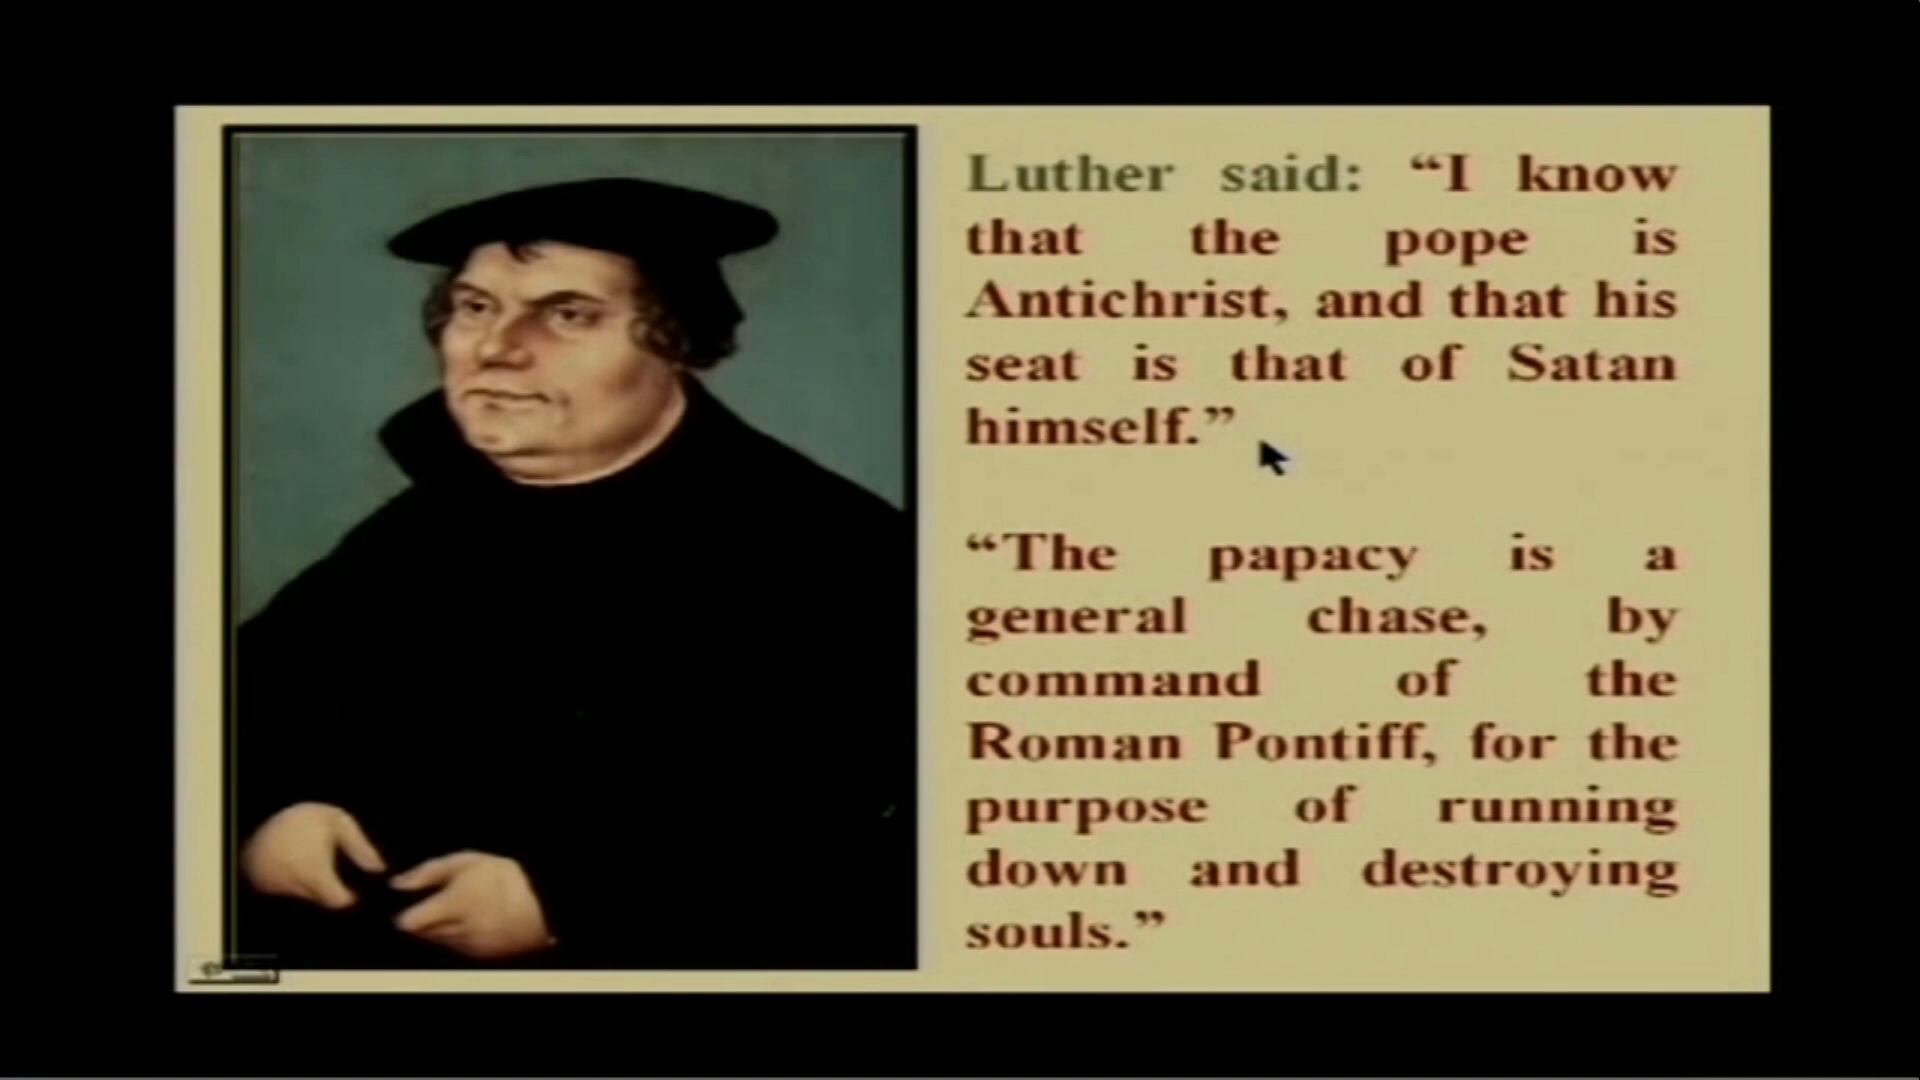 Luther said: “I know
that the pope is
Antichrist, and that his
seat is that of Satan
himself.”
“The papacy is a
general chase, by
command of the
Roman Pontiff, for the
purpose of running
down and destroying
souls.”